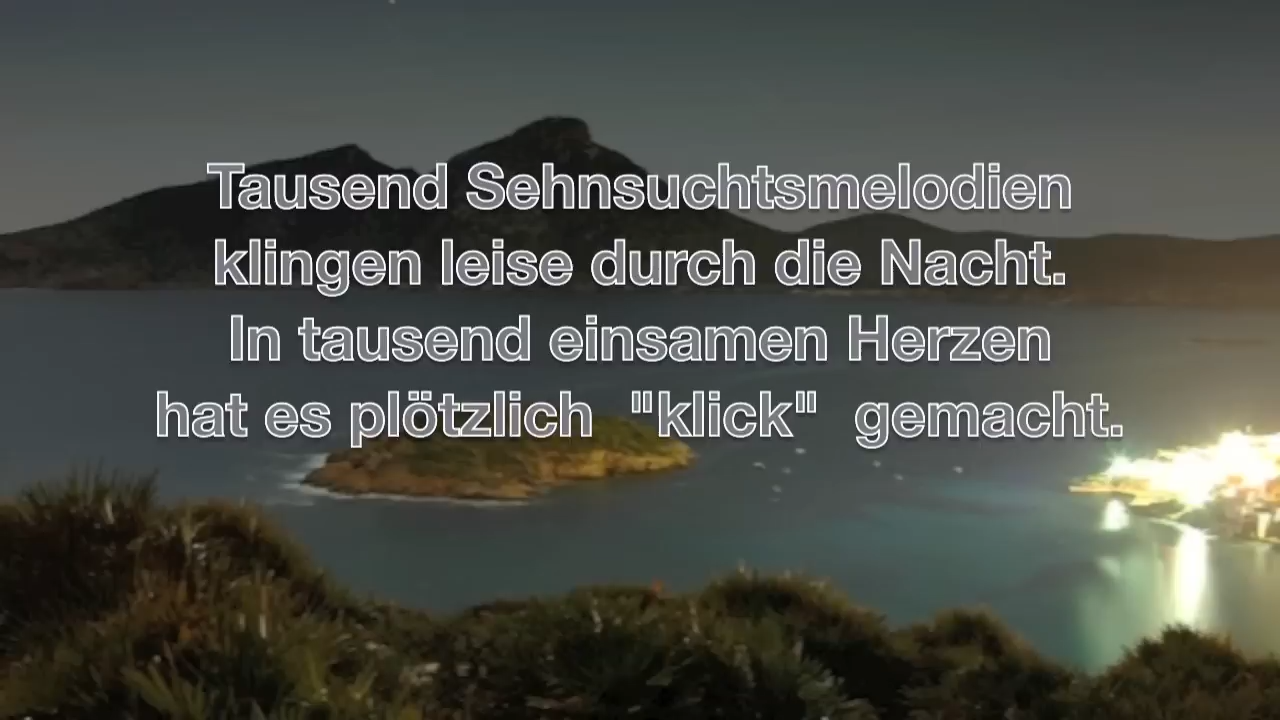 Tausend Sehnsuchtsmelodien
klingen leise durch die Nacht.
In tausend einsamen Herzen
hat es plötzlich "klick" gemacht.